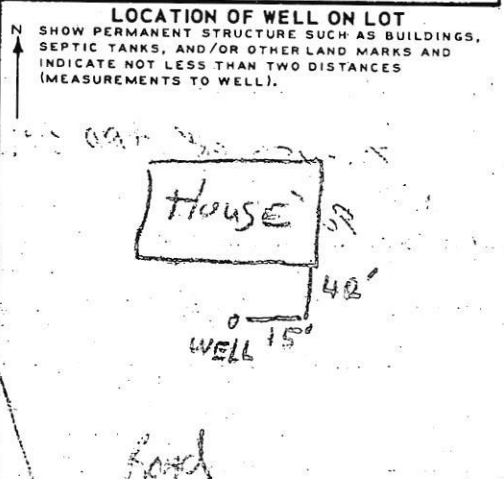 LOCATION OF WELL ON LOT
N SHOW PERMANENT STRUCTURE SUCH AS BUILDINGS,
SEPTIC TANKS, AND/OR OTHER LAND MARKS AND
INDICATE NOT LESS THAN TWO DISTANCES
(MEASUREMENTS TO WELL).
HOUSE
48'
15'
WELL
Road